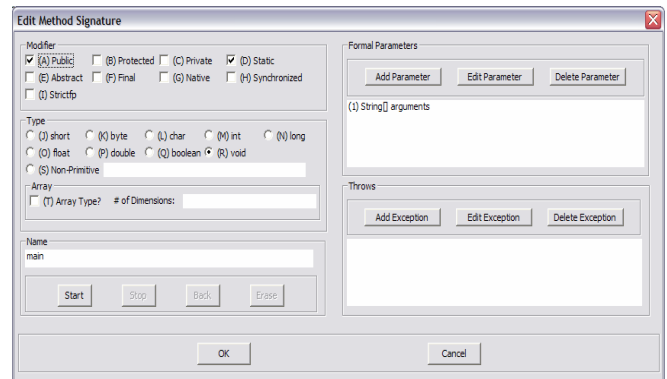 Edit Method Signature
Modifier
(A) Public (B) Protected (C) Private (D) Static
(E) Abstract (F) Final (G) Native (H) Synchronized
(I) Strictfp
Type
(J) short (K) byte (L) char (M) int (N) long
(O) float (P) double (Q) boolean (R) void
(S) Non-Primitive
Array
(T) Array Type? # of Dimensions:
Name
main
Start Stop Back Erase
Formal Parameters
Add Parameter Edit Parameter Delete Parameter
(1) String[] arguments
Throws
Add Exception Edit Exception Delete Exception
OK Cancel